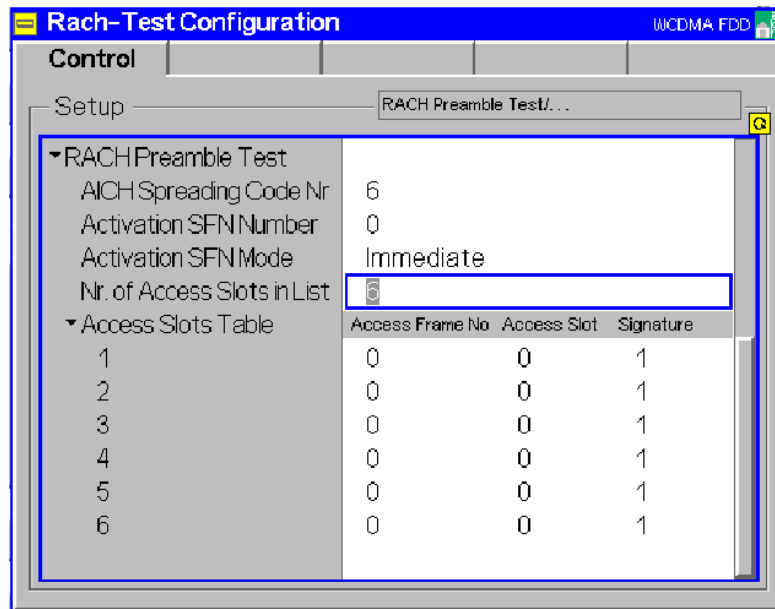 Rach-Test Configuration WCDMA FDD
Control
Setup RACH Preamble Test/...
RACH Preamble Test
AICH Spreading Code Nr 6
Activation SFN Number 0
Activation SFN Mode Immediate
Nr. of Access Slots in List 6
Access Slots Table Access Frame No Access Slot Signature
1 0 0 1
2 0 0 1
3 0 0 1
4 0 0 1
5 0 0 1
6 0 0 1